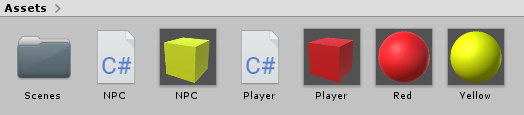 Assets >
C# C#
Scenes NPC NPC Player Player Red Yellow